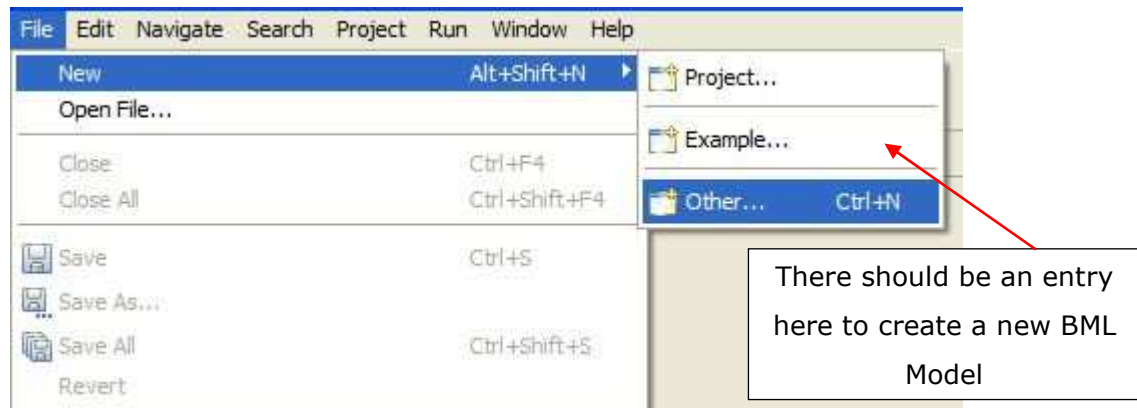 File Edit Navigate Search Project Run Window Help
New Alt+Shift+N
Project...
Open File...
Example...
Close Ctrl+F4
Close All Ctrl+Shift+F4
Other... Ctrl+N
Save Ctrl+S
Save As...
Save All Ctrl+Shift+S
Revert
There should be an entry
here to create a new BML
Model